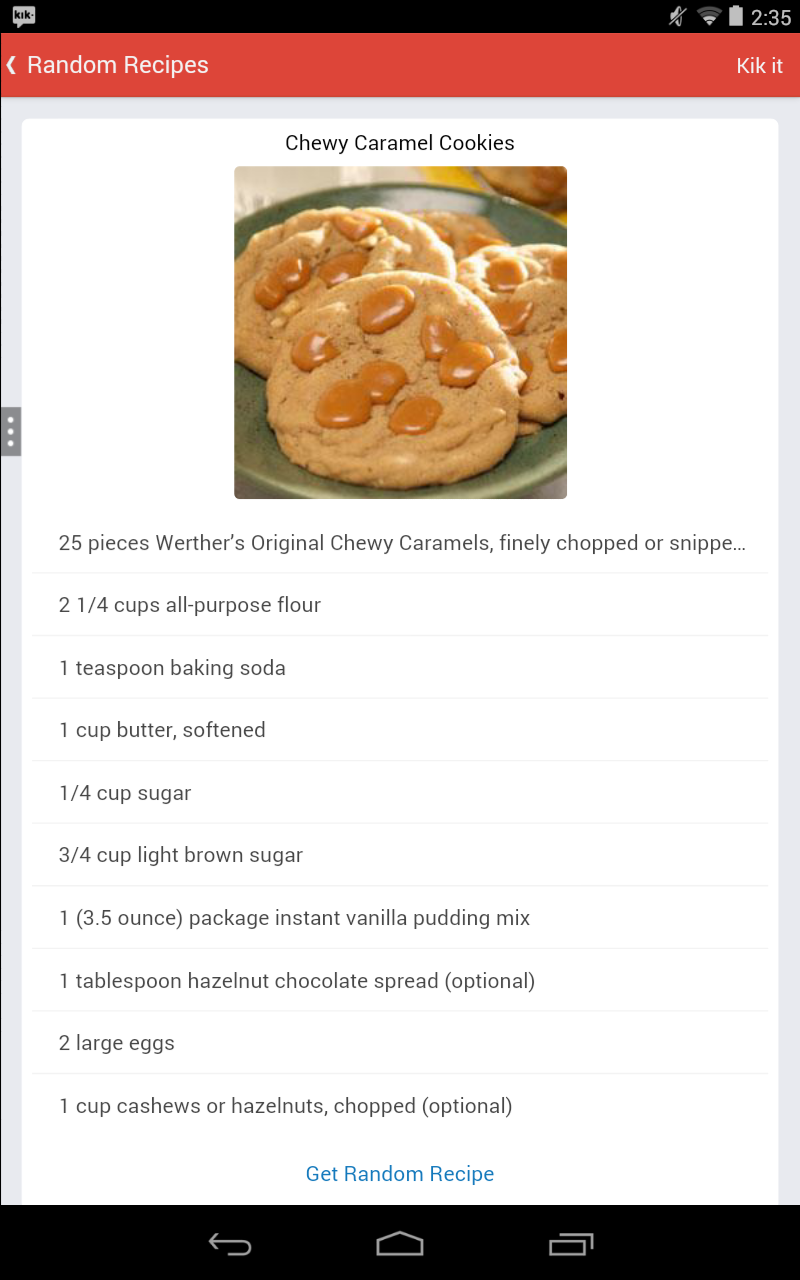 kik·
2:35
Random Recipes
Kik it
Chewy Caramel Cookies
25 pieces Werther’s Original Chewy Caramels, finely chopped or snippe…
2 1/4 cups all-purpose flour
1 teaspoon baking soda
1 cup butter, softened
1/4 cup sugar
3/4 cup light brown sugar
1 (3.5 ounce) package instant vanilla pudding mix
1 tablespoon hazelnut chocolate spread (optional)
2 large eggs
1 cup cashews or hazelnuts, chopped (optional)
Get Random Recipe